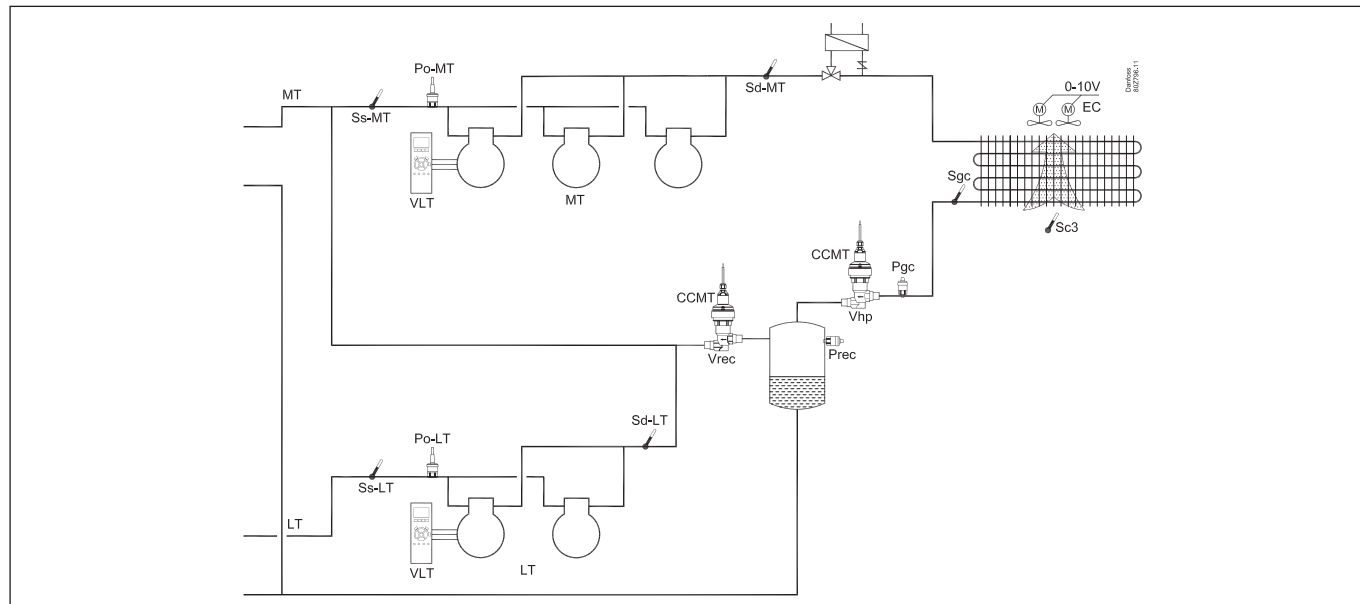 Po-MT
MT
Ss-MT
Sd-MT
0-10V
M
M
EC
Danfoss
80Z796.11
VLT
MT
Sgc
Sc3
CCMT
Pgc
CCMT
Vhp
Vrec
Prec
Sd-LT
Po-LT
Ss-LT
LT
VLT
LT